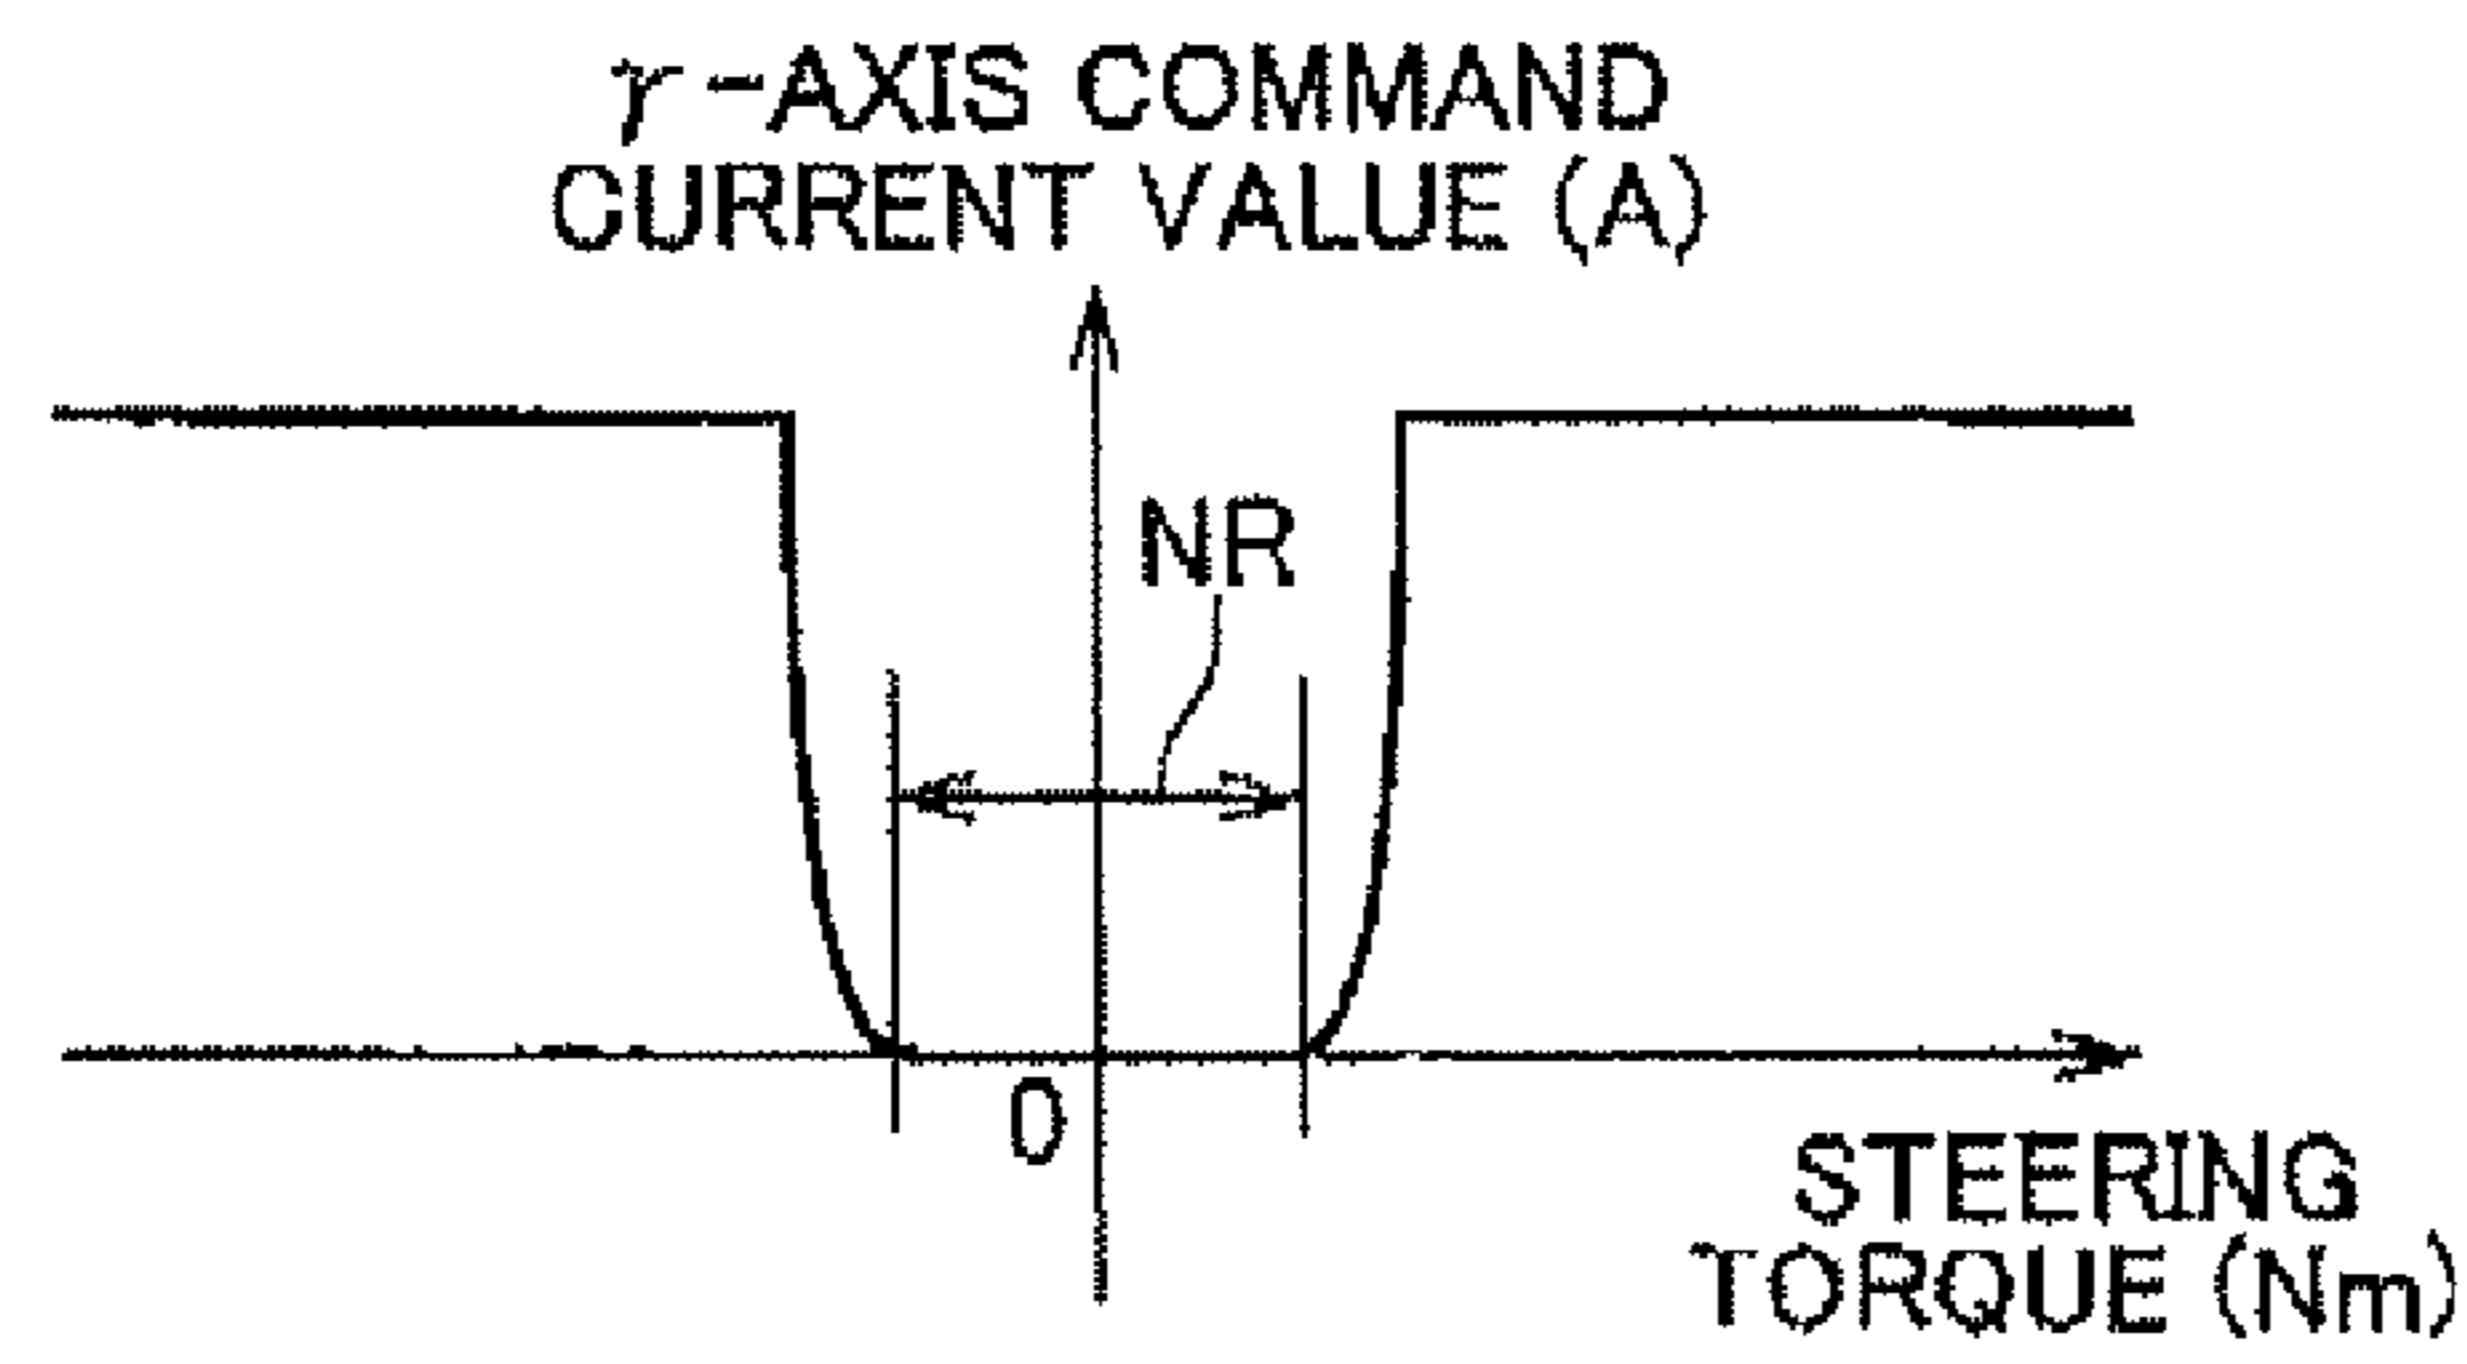 γ-AXIS COMMAND
CURRENT VALUE (A)
NR
0
STEERING
TORQUE (Nm)